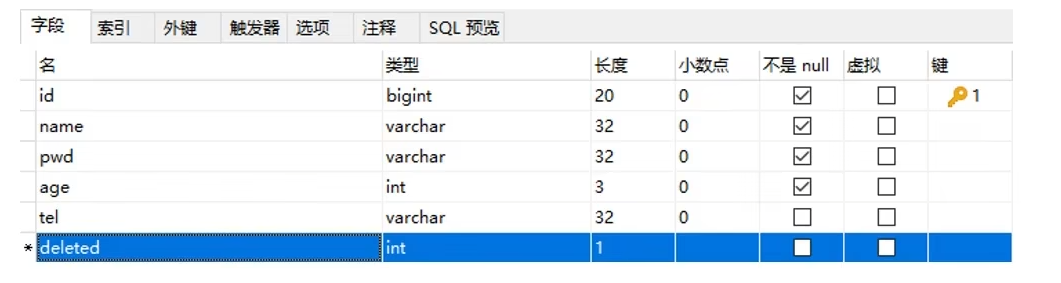 字段 索引 外键 触发器 选项 注释 SQL 预览
名 类型 长度 小数点 不是 null 虚拟 键
id bigint 20 0 1
name varchar 32 0
pwd varchar 32 0
age int 3 0
tel varchar 32 0
* deleted int 1